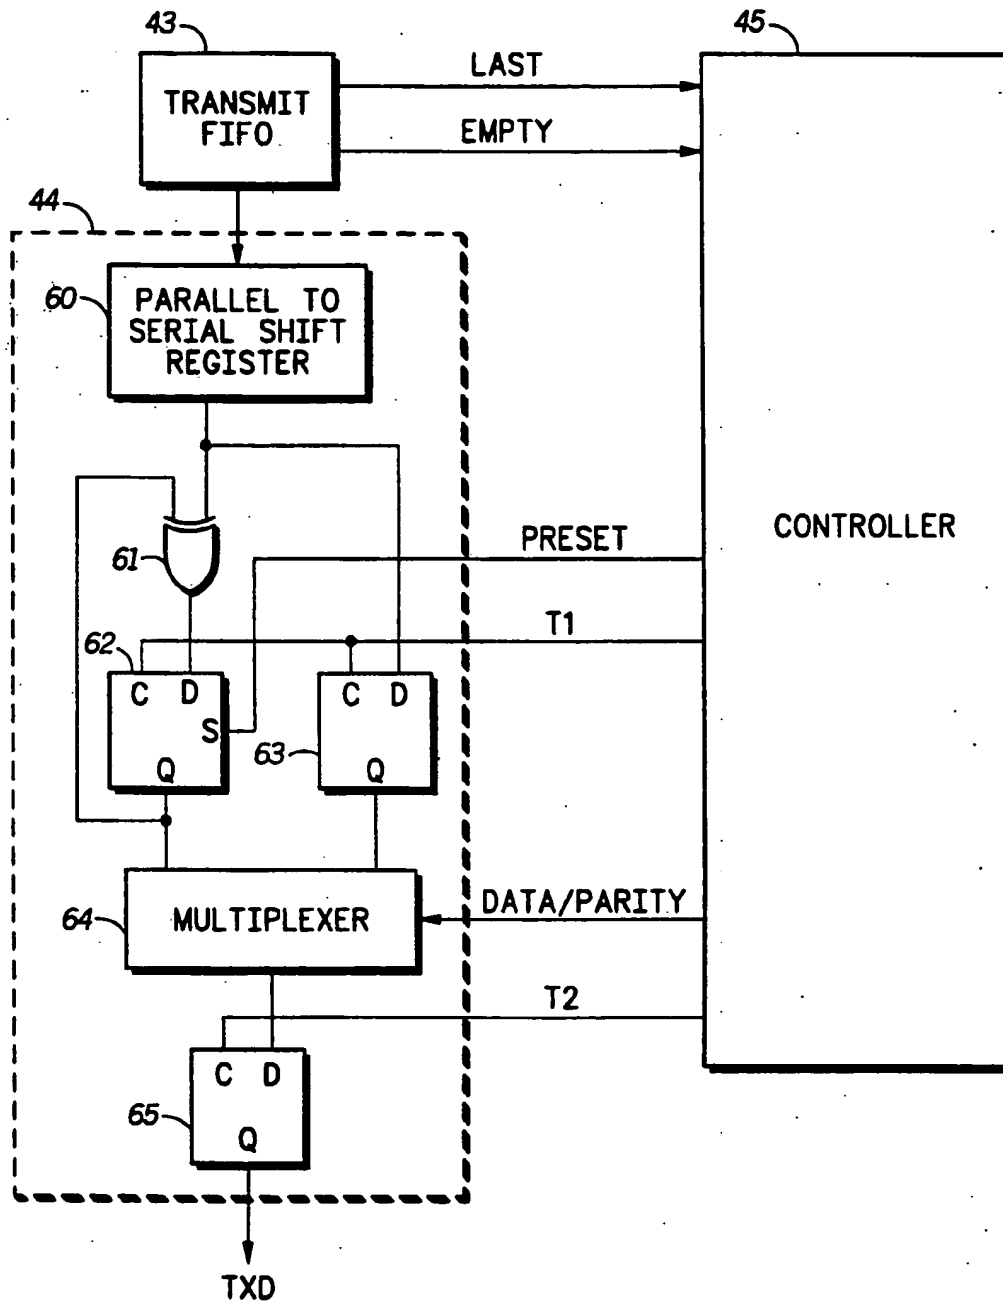 43
45
TRANSMIT
FIFO
LAST
EMPTY
44
60
PARALLEL TO
SERIAL SHIFT
REGISTER
61
PRESET
CONTROLLER
T1
62
C D
S
Q
63
C D
Q
64
MULTIPLEXER
DATA/PARITY
T2
65
C D
Q
TXD